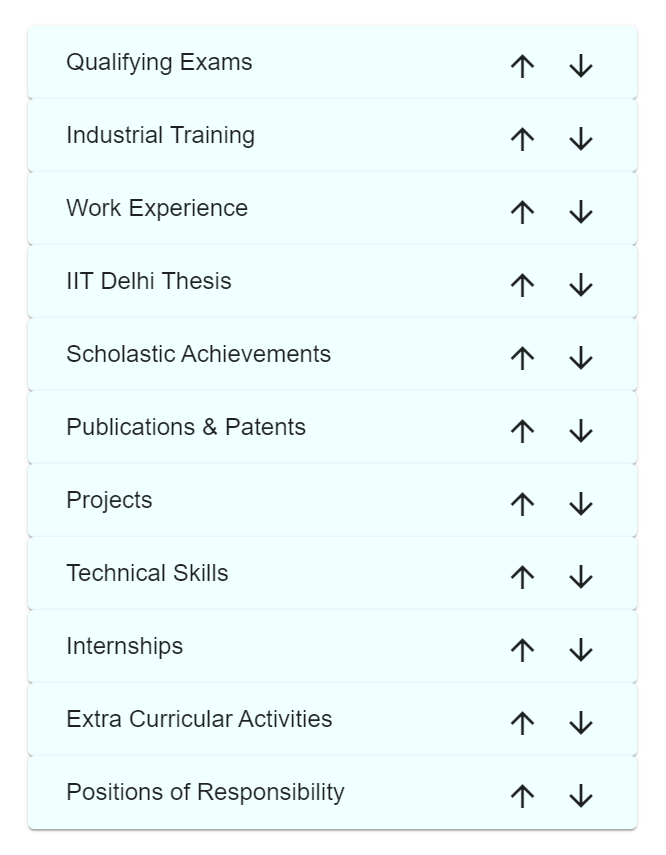 Qualifying Exams
Industrial Training
Work Experience
IIT Delhi Thesis
Scholastic Achievements
Publications & Patents
Projects
Technical Skills
Internships
Extra Curricular Activities
Positions of Responsibility